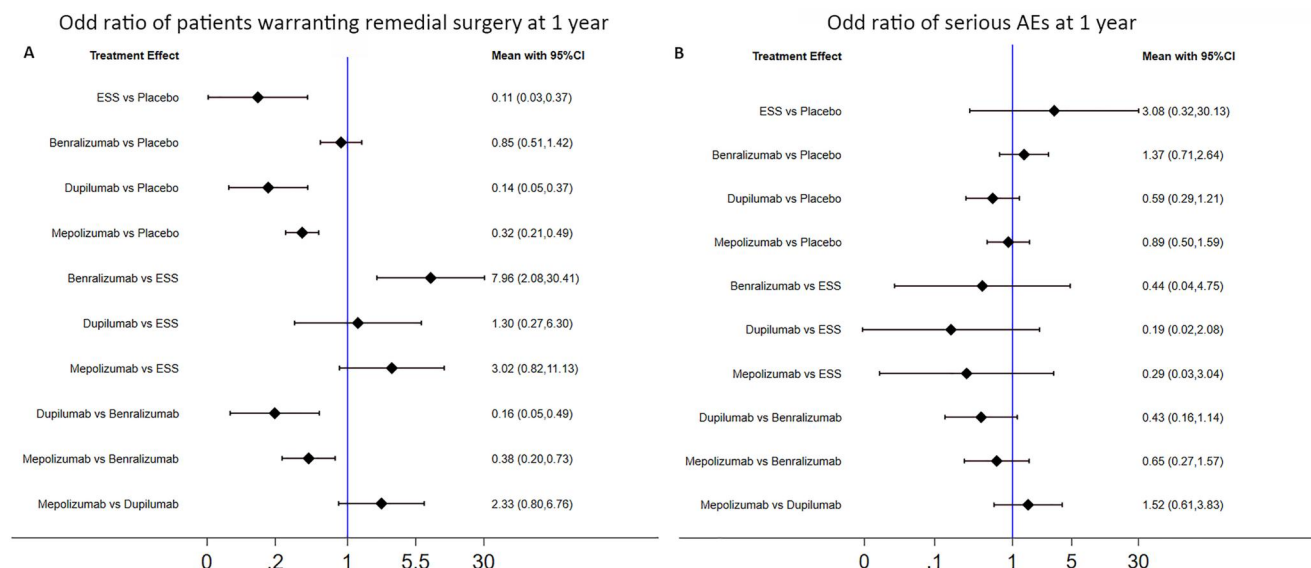 Odd ratio of patients warranting remedial surgery at 1 year
A Treatment Effect Mean with 95%CI
ESS vs Placebo 0.11 (0.03,0.37)
Benralizumab vs Placebo 0.85 (0.51,1.42)
Dupilumab vs Placebo 0.14 (0.05,0.37)
Mepolizumab vs Placebo 0.32 (0.21,0.49)
Benralizumab vs ESS 7.96 (2.08,30.41)
Dupilumab vs ESS 1.30 (0.27,6.30)
Mepolizumab vs ESS 3.02 (0.82,11.13)
Dupilumab vs Benralizumab 0.16 (0.05,0.49)
Mepolizumab vs Benralizumab 0.38 (0.20,0.73)
Mepolizumab vs Dupilumab 2.33 (0.80,6.76)
0 .2 1 5.5 30
Odd ratio of serious AEs at 1 year
B Treatment Effect Mean with 95%CI
ESS vs Placebo 3.08 (0.32,30.13)
Benralizumab vs Placebo 1.37 (0.71,2.64)
Dupilumab vs Placebo 0.59 (0.29,1.21)
Mepolizumab vs Placebo 0.89 (0.50,1.59)
Benralizumab vs ESS 0.44 (0.04,4.75)
Dupilumab vs ESS 0.19 (0.02,2.08)
Mepolizumab vs ESS 0.29 (0.03,3.04)
Dupilumab vs Benralizumab 0.43 (0.16,1.14)
Mepolizumab vs Benralizumab 0.65 (0.27,1.57)
Mepolizumab vs Dupilumab 1.52 (0.61,3.83)
0 .1 1 5 30